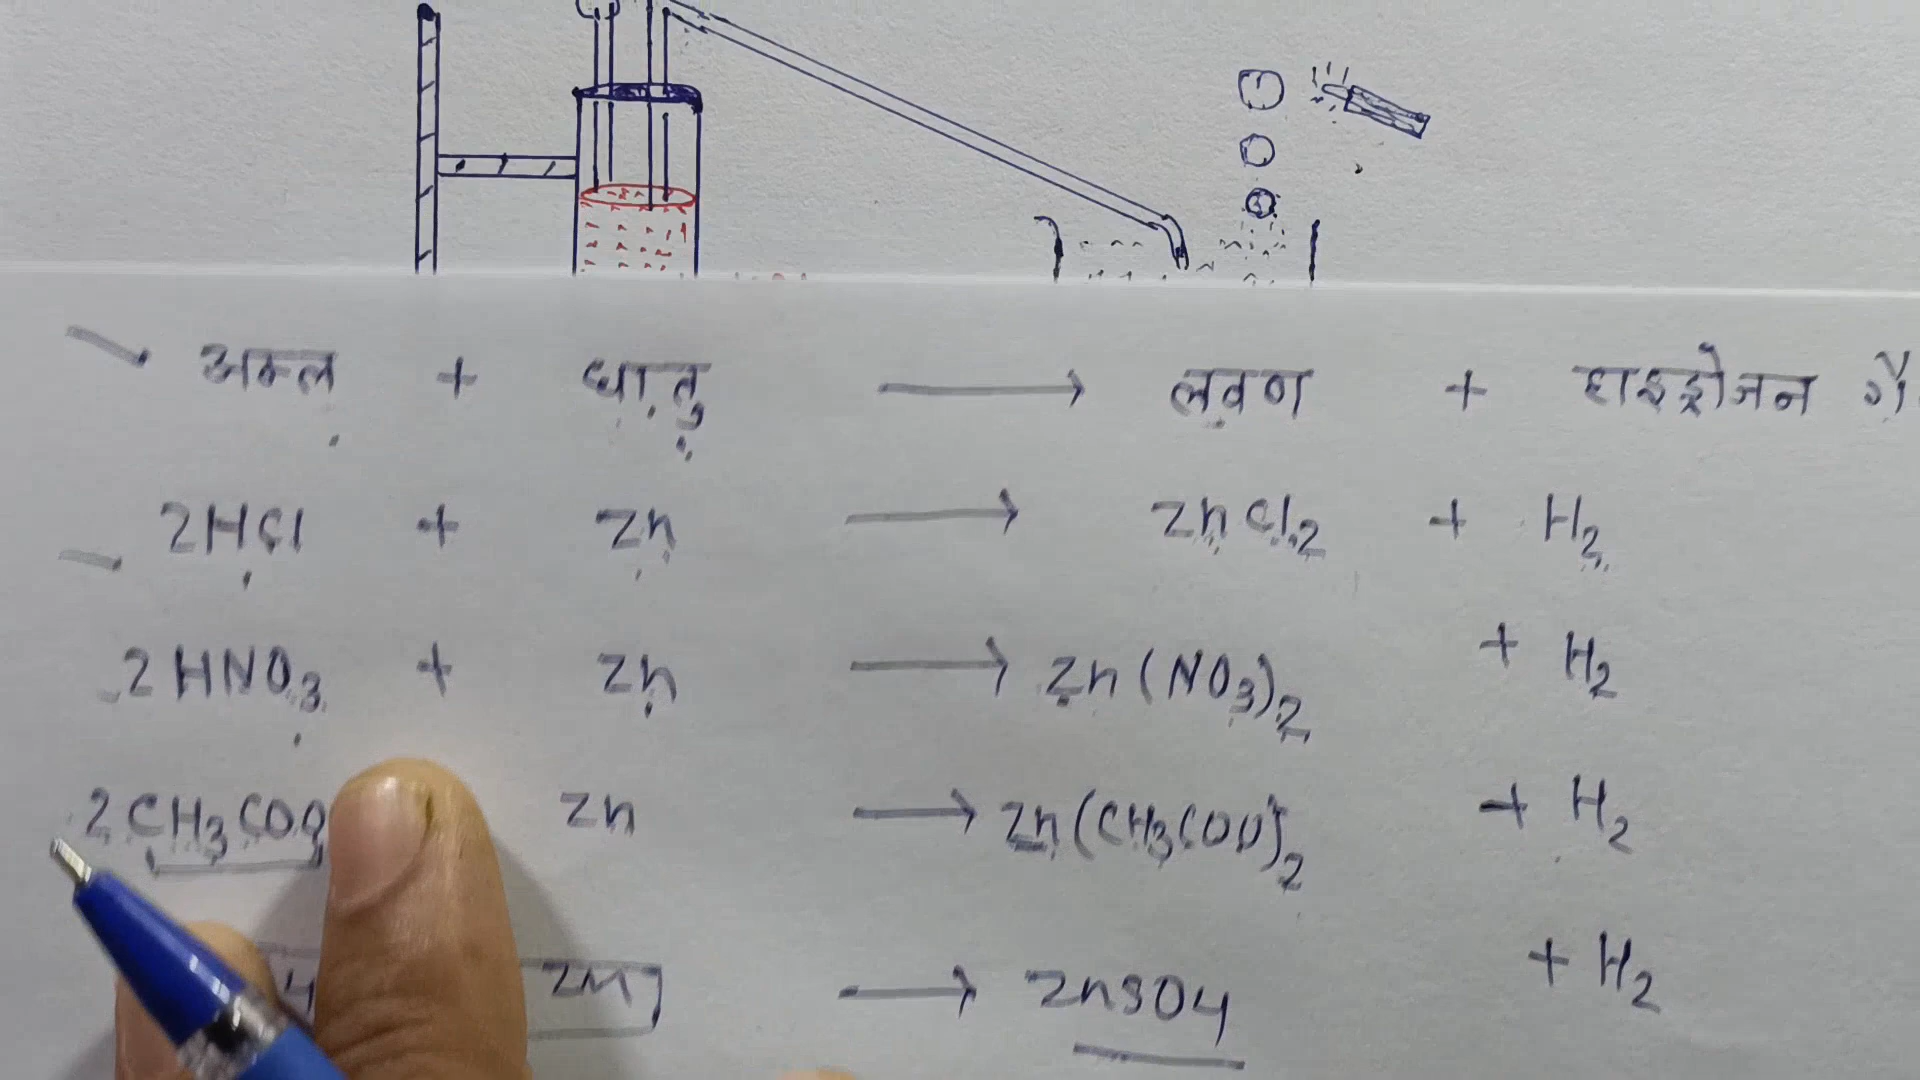 अम्ल + धातु → लवण + हाइड्रोजन गै
2HCl + Zn → ZnCl2 + H2
2HNO3 + Zn → Zn(NO3)2 + H2
2CH3COO Zn → Zn(CH3COO)2 + H2
4 Zn → ZnSO4 + H2